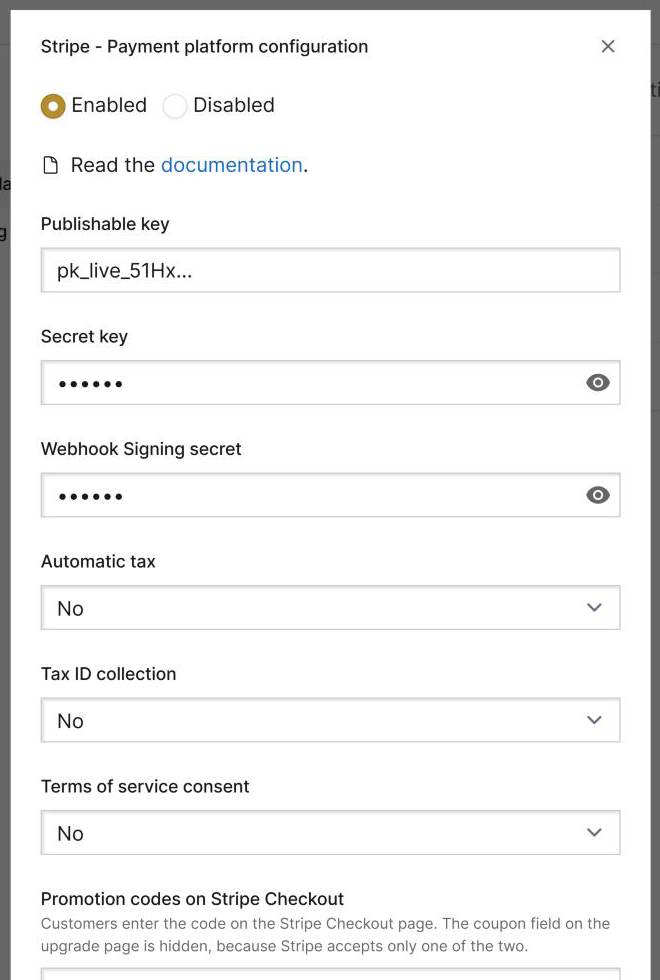 Stripe - Payment platform configuration
Enabled Disabled
Read the documentation.
Publishable key
pk_live_51Hx...
Secret key
••••••
Webhook Signing secret
••••••
Automatic tax
No
Tax ID collection
No
Terms of service consent
No
Promotion codes on Stripe Checkout
Customers enter the code on the Stripe Checkout page. The coupon field on the
upgrade page is hidden, because Stripe accepts only one of the two.